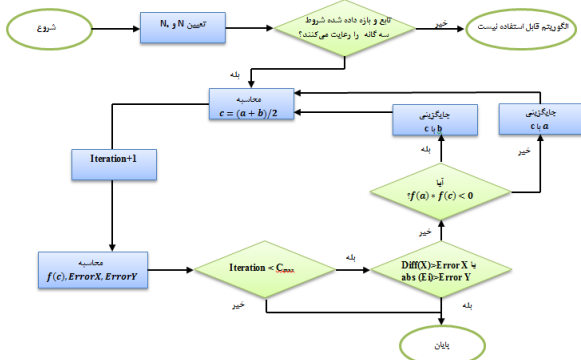 شروع
تعیین N و Nₑ
تابع و بازه داده شده شروط
سه گانه را رعایت می‌کنند؟
خیر
الگوریتم قابل استفاده نیست
بله
محاسبه
c = (a + b)/2
جایگزینی
b با c
جایگزینی
a با c
بله
خیر
Iteration+1
آیا
f(a) ∗ f(c) < 0؟
خیر
محاسبه
f(c), ErrorX, ErrorY
Iteration < Cₘₐₓ
بله
Diff(X)>Error X یا
abs (Ei)>Error Y
خیر
بله
پایان